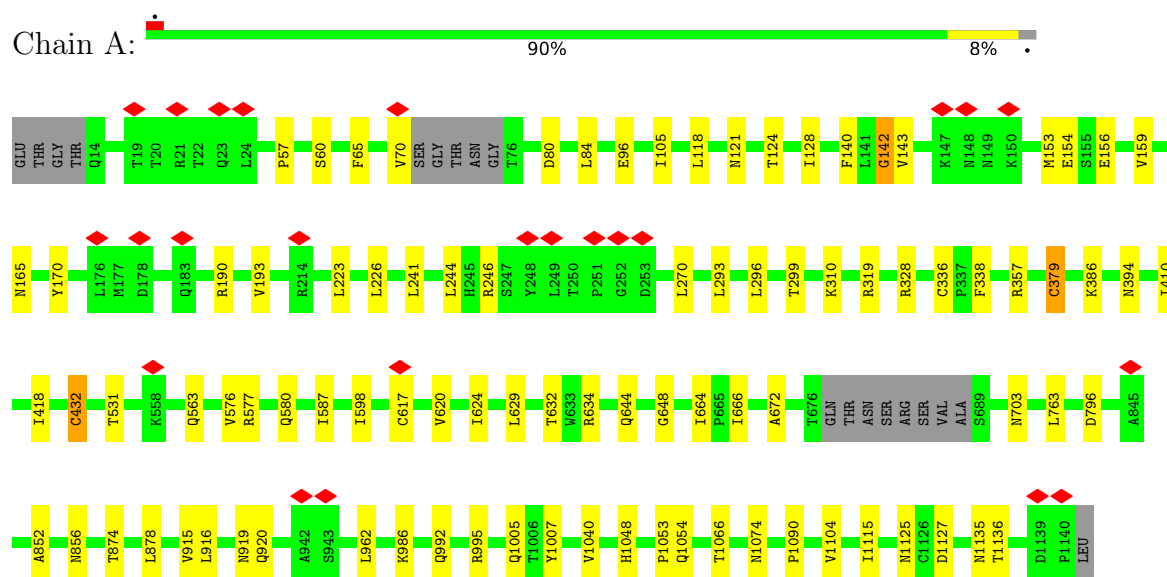 Chain A:
90%
8%
GLU THR GLY THR Q14 T19 T20 R21 T22 Q23 L24 P57 S60 F65 V70 SER GLY THR ASN GLY T76 D80 L84 E96 I105 L118 N121 T124 I128 F140 L141 G142 V143 K147 N148 N149 K150 M153 E154 S155 E156 V159
N165 Y170 L176 M177 D178 Q183 R190 V193 R214 L223 L226 L241 L244 H245 R246 S247 Y248 L249 T250 P251 G252 D253 L270 L293 L296 T299 K310 R319 R328 C336 P337 F338 R357 C379 K386 N394 I410
I418 C432 T531 K558 Q563 V576 R577 Q580 I587 I598 C617 V620 I624 L629 T632 W633 R634 Q644 G648 I664 P665 I666 A672 T676 GLN THR ASN SER ARG SER VAL ALA S689 N703 L763 D796 A845
A852 N856 T874 L878 V915 L916 N919 Q920 A942 S943 L962 K986 Q992 R995 Q1005 T1006 Y1007 V1040 H1048 P1053 Q1054 T1066 N1074 P1090 V1104 I1115 N1125 C1126 D1127 N1135 T1136 D1139 P1140 LEU